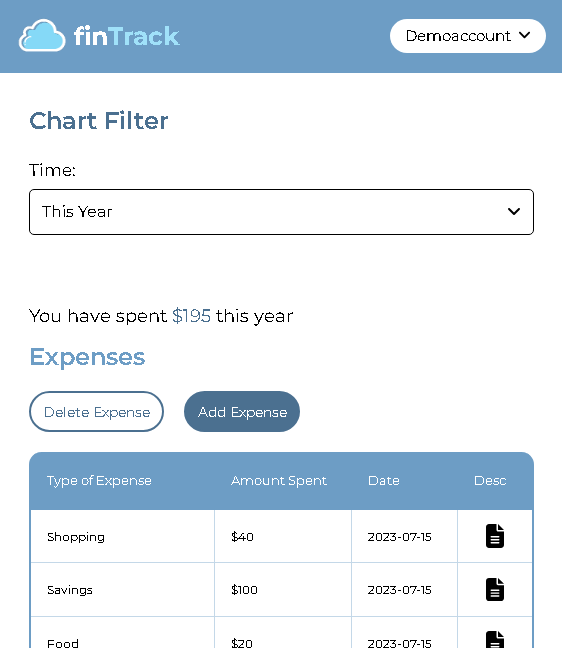 finTrack
Demoaccount
Chart Filter
Time:
This Year
You have spent $195 this year
Expenses
Delete Expense Add Expense
Type of Expense Amount Spent Date Desc
Shopping $40 2023-07-15
Savings $100 2023-07-15
Food $20 2023-07-15